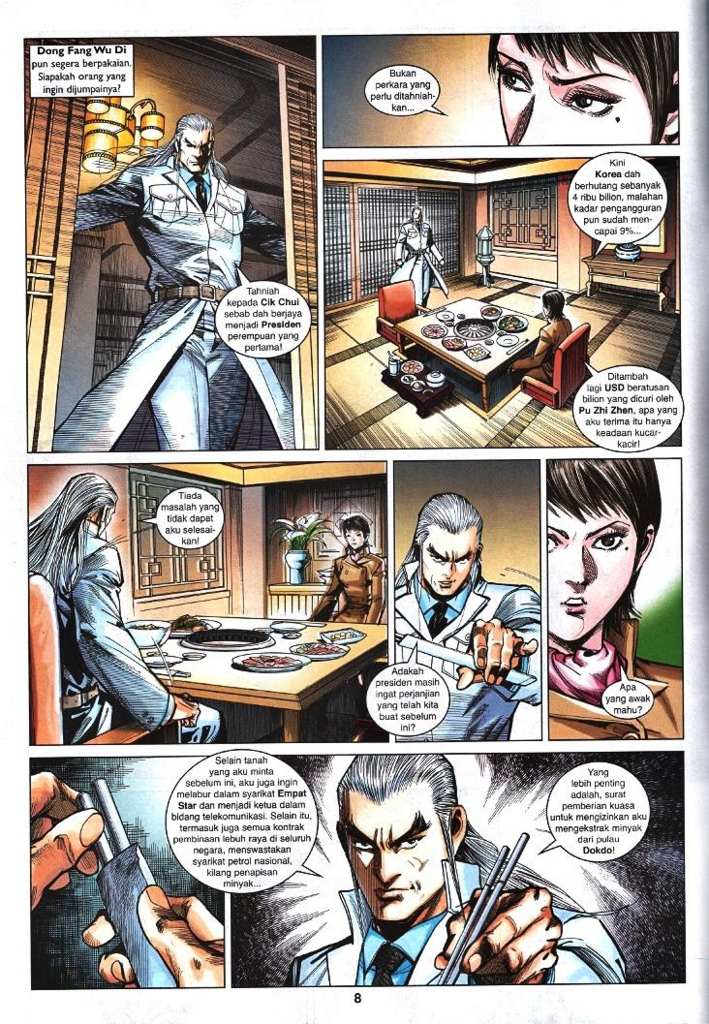 Dong Fang Wu Di
pun segera berpakaian.
Siapakah orang yang
ingin dijumpainya?
Tahniah
kepada Cik Chui
sebab dah berjaya
menjadi Presiden
perempuan yang
pertama!
Bukan
perkara yang
perlu ditahniah-
kan...
Kini
Korea dah
berhutang sebanyak
4 ribu bilion, malahan
kadar pengangguran
pun sudah men-
capai 9%...
Ditambah
lagi USD beratusan
bilion yang dicuri oleh
Pu Zhi Zhen, apa yang
aku terima itu hanya
keadaan kucar-
kacir!
Tiada
masalah yang
tidak dapat
aku selesai-
kan!
Adakah
presiden masih
ingat perjanjian
yang telah kita
buat sebelum
ini?
Apa
yang awak
mahu?
Selain tanah
yang aku minta
sebelum ini, aku juga ingin
melabur dalam syarikat Empat
Star dan menjadi ketua dalam
bidang telekomunikasi. Selain itu,
termasuk juga semua kontrak
pembinaan lebuh raya di seluruh
negara, menswastakan
syarikat petrol nasional,
kilang penapisan
minyak...
Yang
lebih penting
adalah, surat
pemberian kuasa
untuk mengizinkan aku
mengekstrak minyak
dari pulau
Dokdo!
8